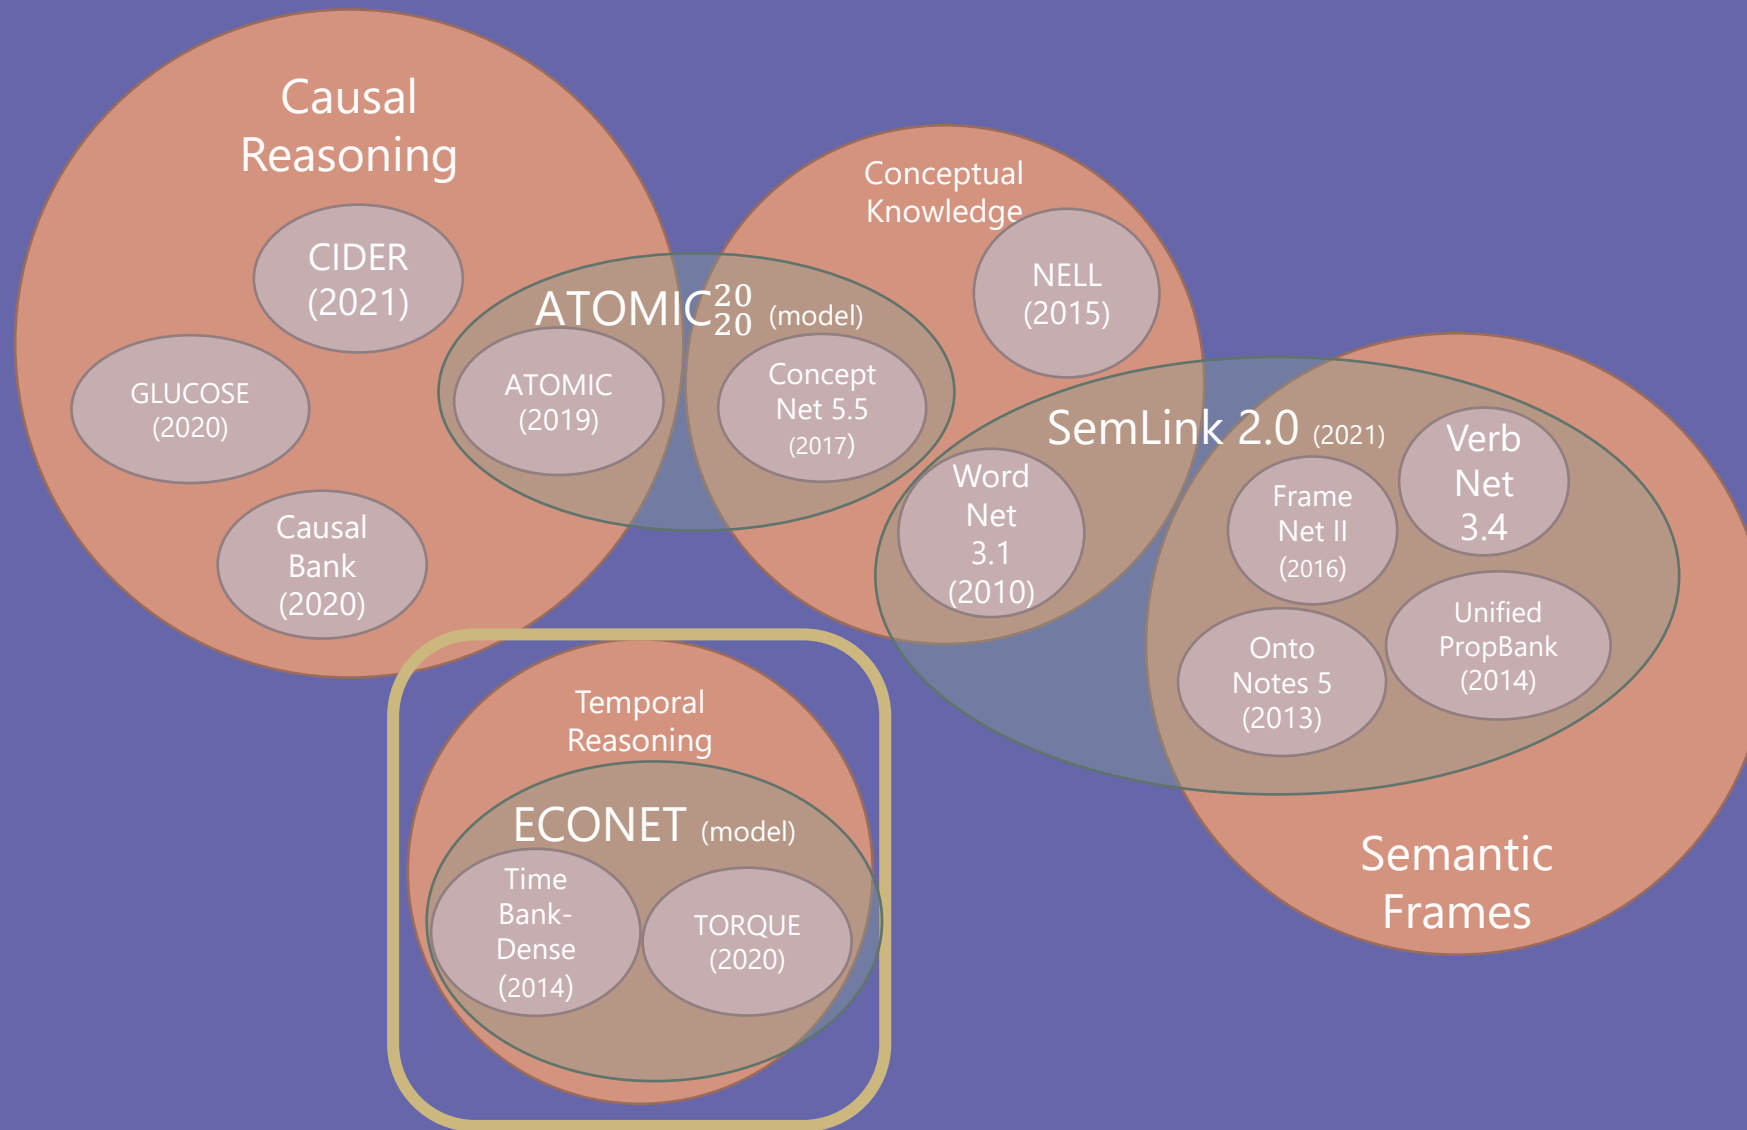 Causal
Reasoning
CIDER
(2021)
GLUCOSE
(2020)
Causal
Bank
(2020)
ATOMIC20
20 (model)
ATOMIC
(2019)
Concept
Net 5.5
(2017)
Conceptual
Knowledge
NELL
(2015)
SemLink 2.0 (2021)
Word
Net
3.1
(2010)
Frame
Net II
(2016)
Verb
Net
3.4
Onto
Notes 5
(2013)
Unified
PropBank
(2014)
Semantic
Frames
Temporal
Reasoning
ECONET (model)
Time
Bank-
Dense
(2014)
TORQUE
(2020)